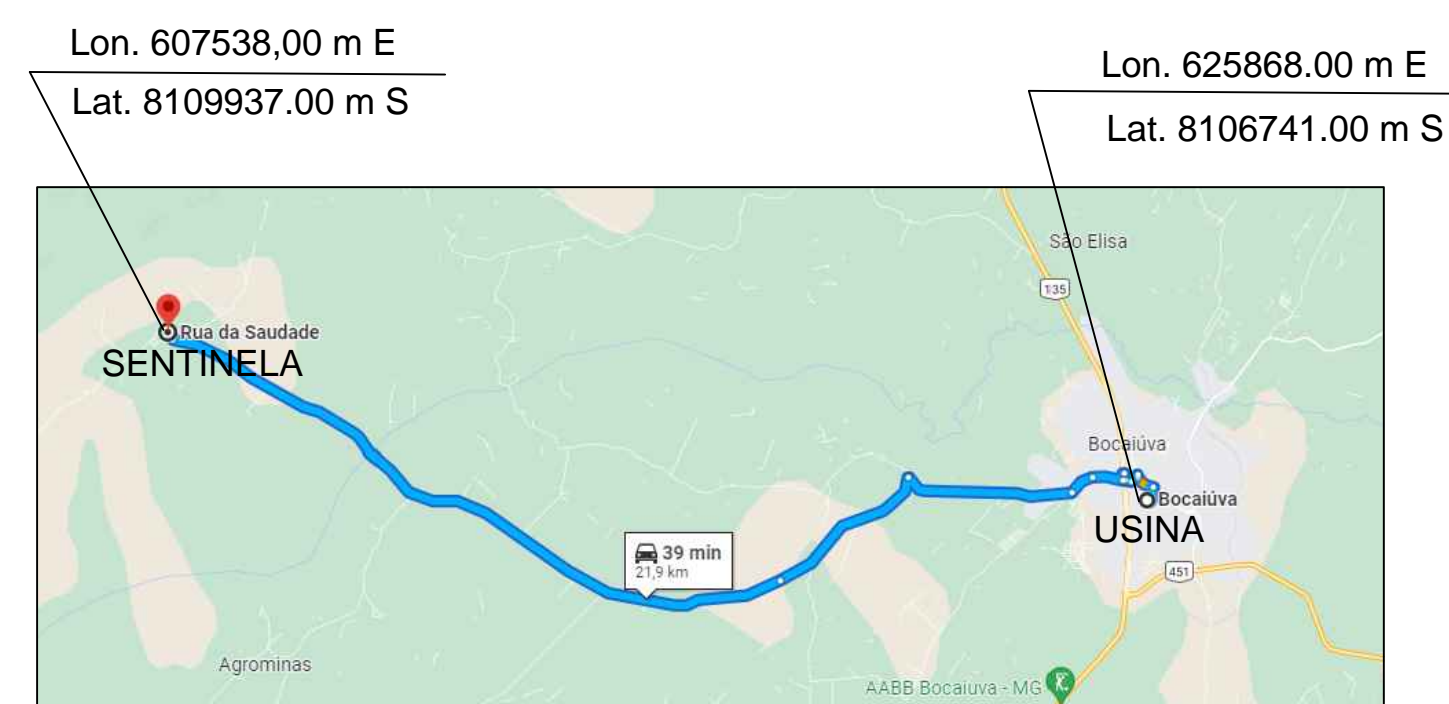 Lon. 607538,00 m E
Lat. 8109937.00 m S
Lon. 625868.00 m E
Lat. 8106741.00 m S
São Elisa
135
Rua da Saudade
SENTINELA
Bocaiúva
Bocaiúva
USINA
39 min
21,9 km
451
Agrominas
AABB Bocaiuva - MG